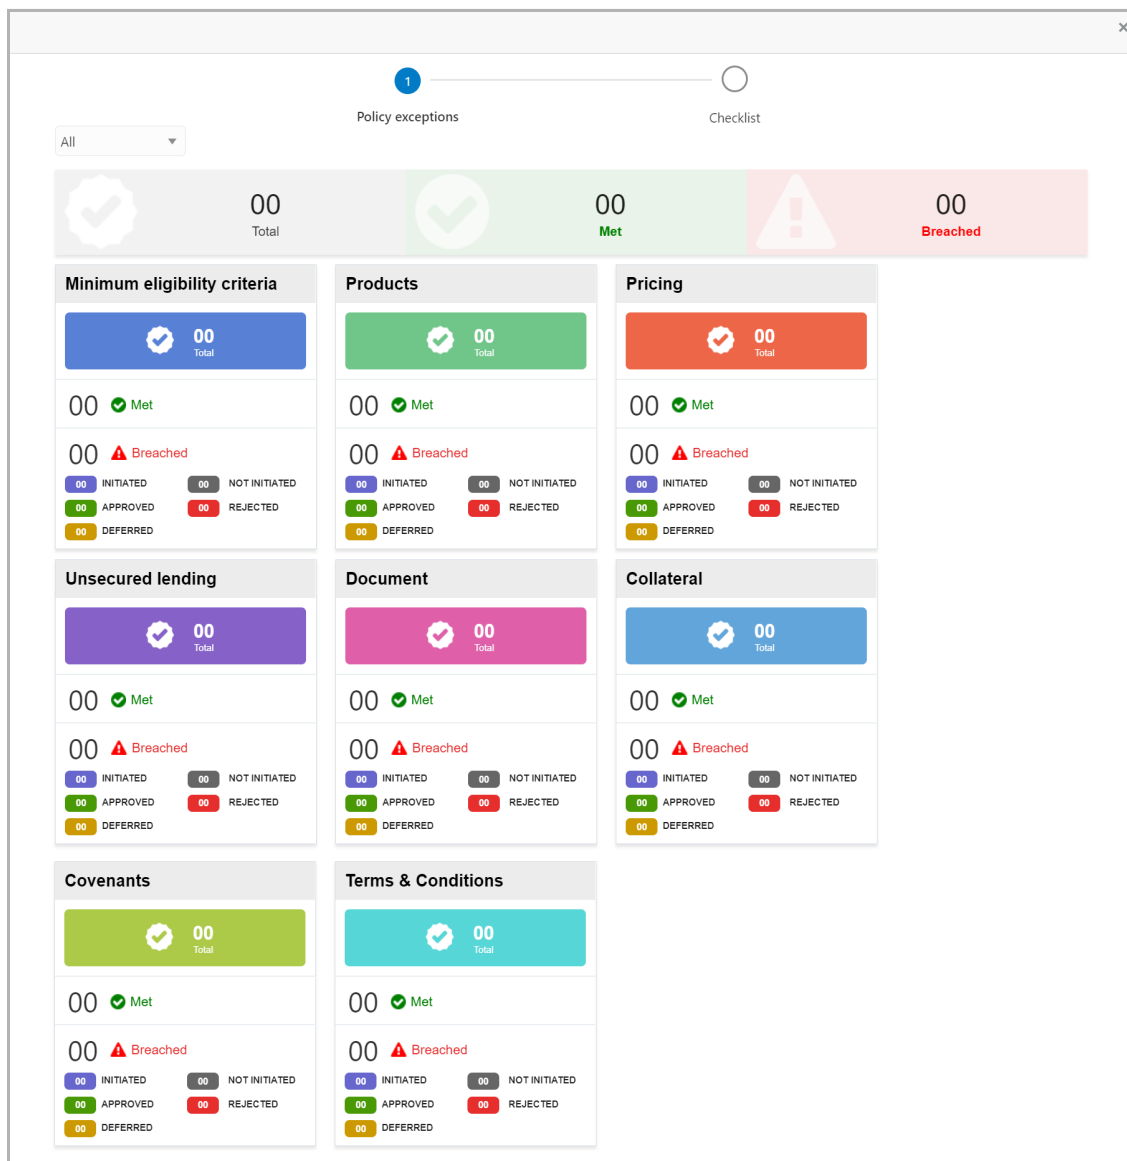 ×
1
Policy exceptions
Checklist
All
00
Total
00
Met
00
Breached
Minimum eligibility criteria
00
Total
00 Met
00 Breached
00 INITIATED 00 NOT INITIATED
00 APPROVED 00 REJECTED
00 DEFERRED
Products
00
Total
00 Met
00 Breached
00 INITIATED 00 NOT INITIATED
00 APPROVED 00 REJECTED
00 DEFERRED
Pricing
00
Total
00 Met
00 Breached
00 INITIATED 00 NOT INITIATED
00 APPROVED 00 REJECTED
00 DEFERRED
Unsecured lending
00
Total
00 Met
00 Breached
00 INITIATED 00 NOT INITIATED
00 APPROVED 00 REJECTED
00 DEFERRED
Document
00
Total
00 Met
00 Breached
00 INITIATED 00 NOT INITIATED
00 APPROVED 00 REJECTED
00 DEFERRED
Collateral
00
Total
00 Met
00 Breached
00 INITIATED 00 NOT INITIATED
00 APPROVED 00 REJECTED
00 DEFERRED
Covenants
00
Total
00 Met
00 Breached
00 INITIATED 00 NOT INITIATED
00 APPROVED 00 REJECTED
00 DEFERRED
Terms & Conditions
00
Total
00 Met
00 Breached
00 INITIATED 00 NOT INITIATED
00 APPROVED 00 REJECTED
00 DEFERRED